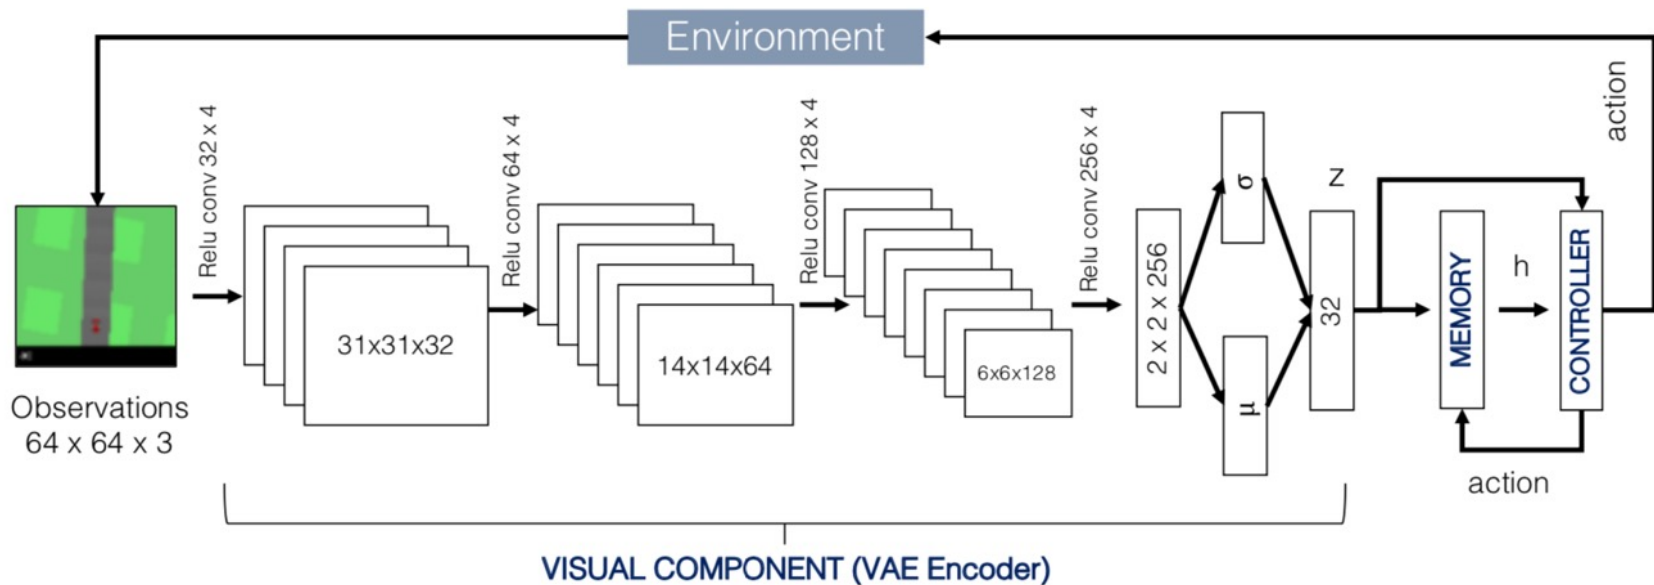 Environment
action
Relu conv 32 x 4
Relu conv 64 x 4
Relu conv 128 x 4
Relu conv 256 x 4
31x31x32
14x14x64
6x6x128
2 x 2 x 256
σ
μ
Z
32
MEMORY
h
CONTROLLER
action
Observations
64 x 64 x 3
VISUAL COMPONENT (VAE Encoder)